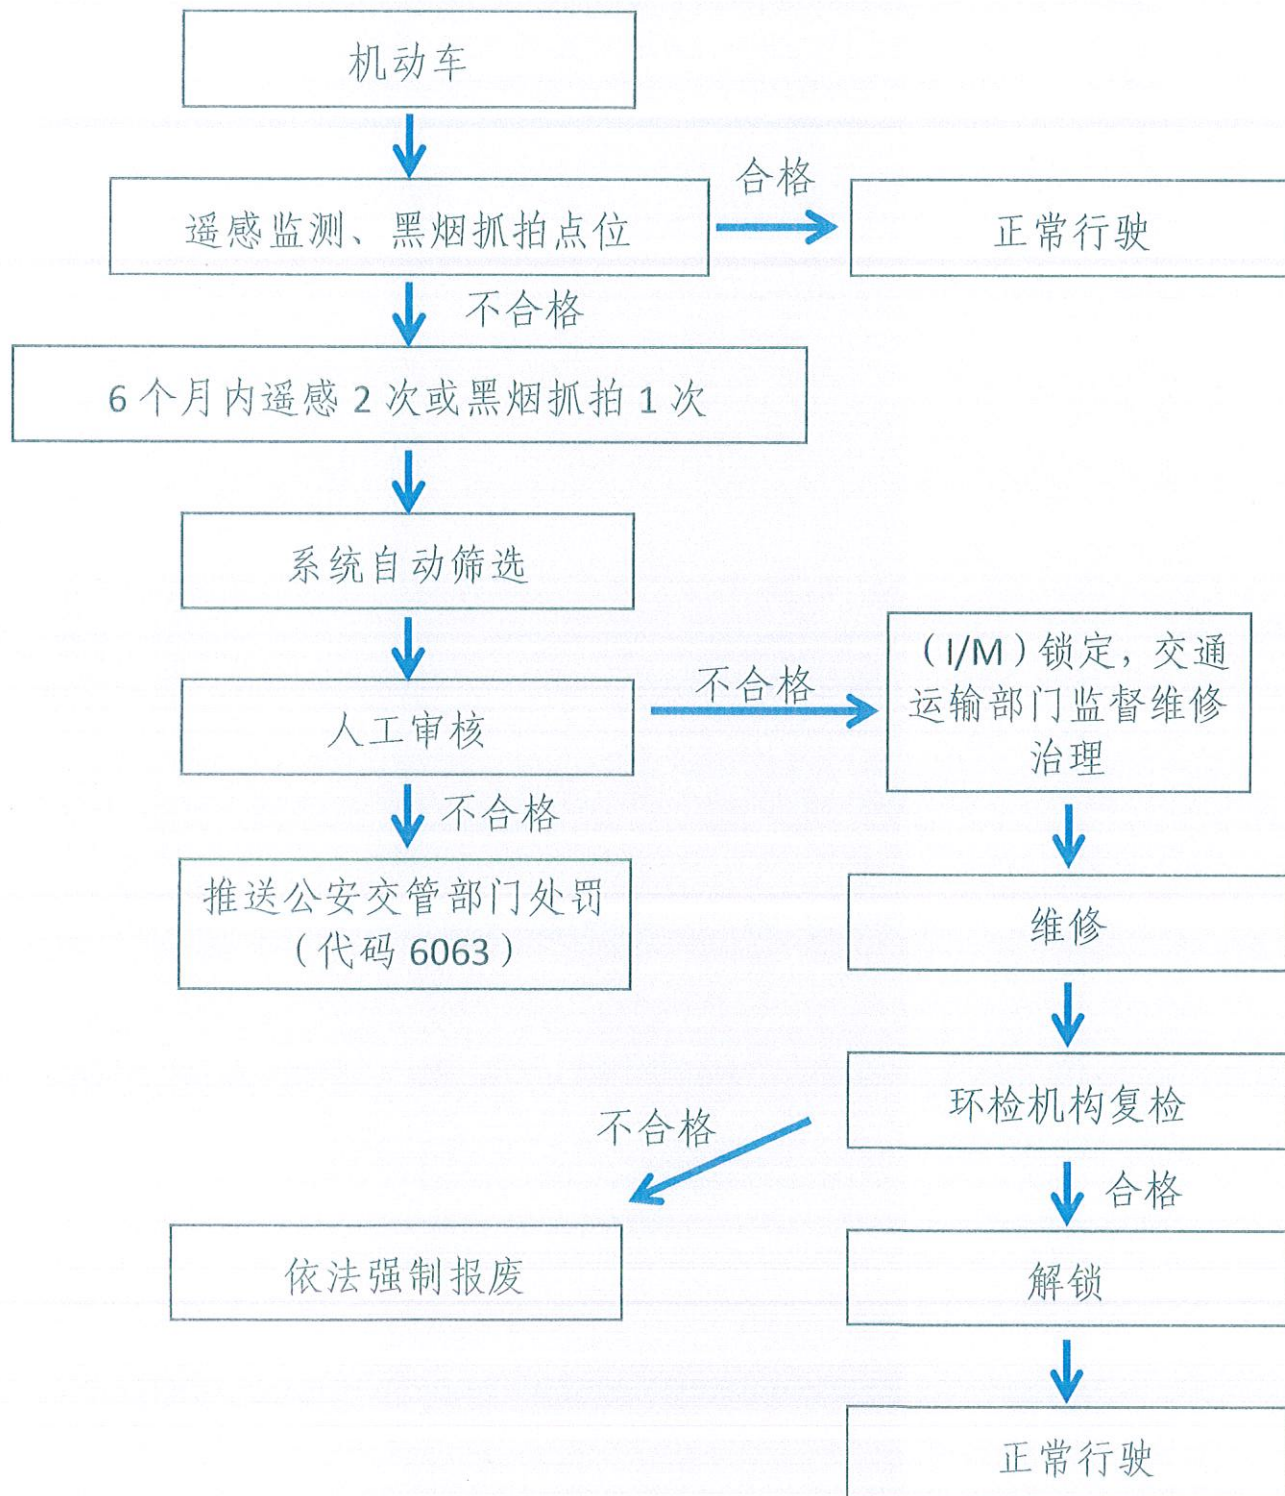 机动车
遥感监测、黑烟抓拍点位
合格
正常行驶
不合格
6个月内遥感2次或黑烟抓拍1次
系统自动筛选
人工审核
不合格
（I/M）锁定，交通
运输部门监督维修
治理
不合格
推送公安交管部门处罚
（代码6063）
维修
环检机构复检
不合格
合格
依法强制报废
解锁
正常行驶